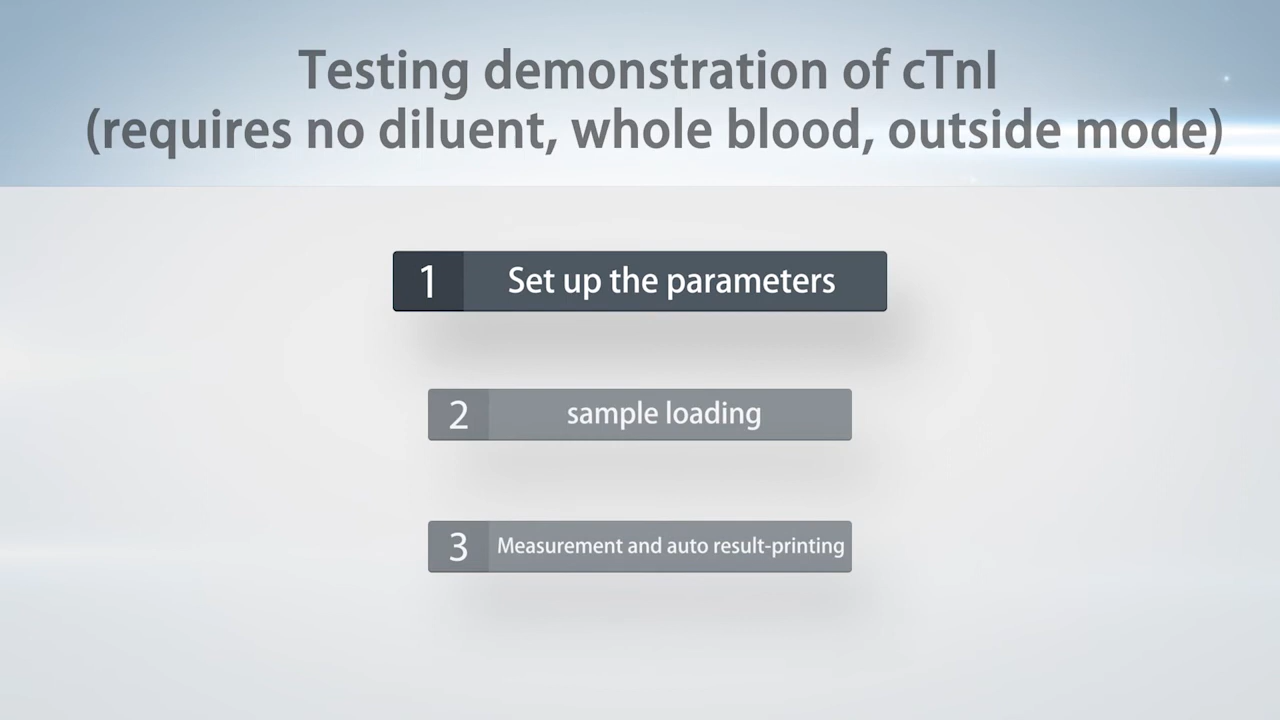 Testing demonstration of cTnI
(requires no diluent, whole blood, outside mode)
1 Set up the parameters
2 sample loading
3 Measurement and auto result-printing